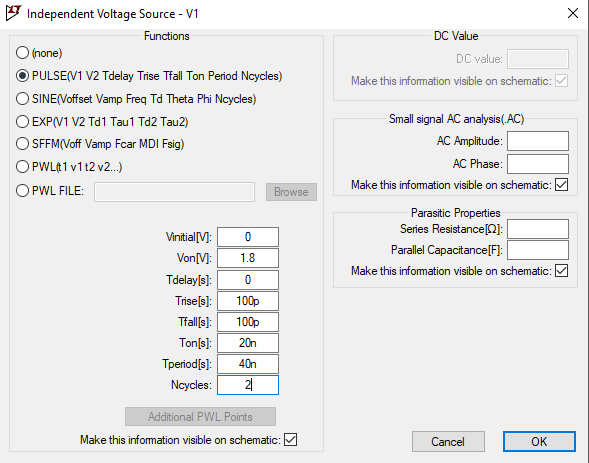 Independent Voltage Source - V1
Functions
(none)
PULSE(V1 V2 Tdelay Trise Tfall Ton Period Ncycles)
SINE(Voffset Vamp Freq Td Theta Phi Ncycles)
EXP(V1 V2 Td1 Tau1 Td2 Tau2)
SFFM(Voff Vamp Fcar MDI Fsig)
PWL(t1 v1 t2 v2...)
PWL FILE: Browse
Vinitial[V]: 0
Von[V]: 1.8
Tdelay[s]: 0
Trise[s]: 100p
Tfall[s]: 100p
Ton[s]: 20n
Tperiod[s]: 40n
Ncycles: 2
Additional PWL Points
Make this information visible on schematic:
DC Value
DC value:
Make this information visible on schematic:
Small signal AC analysis(.AC)
AC Amplitude:
AC Phase:
Make this information visible on schematic:
Parasitic Properties
Series Resistance[Ω]:
Parallel Capacitance[F]:
Make this information visible on schematic:
Cancel OK